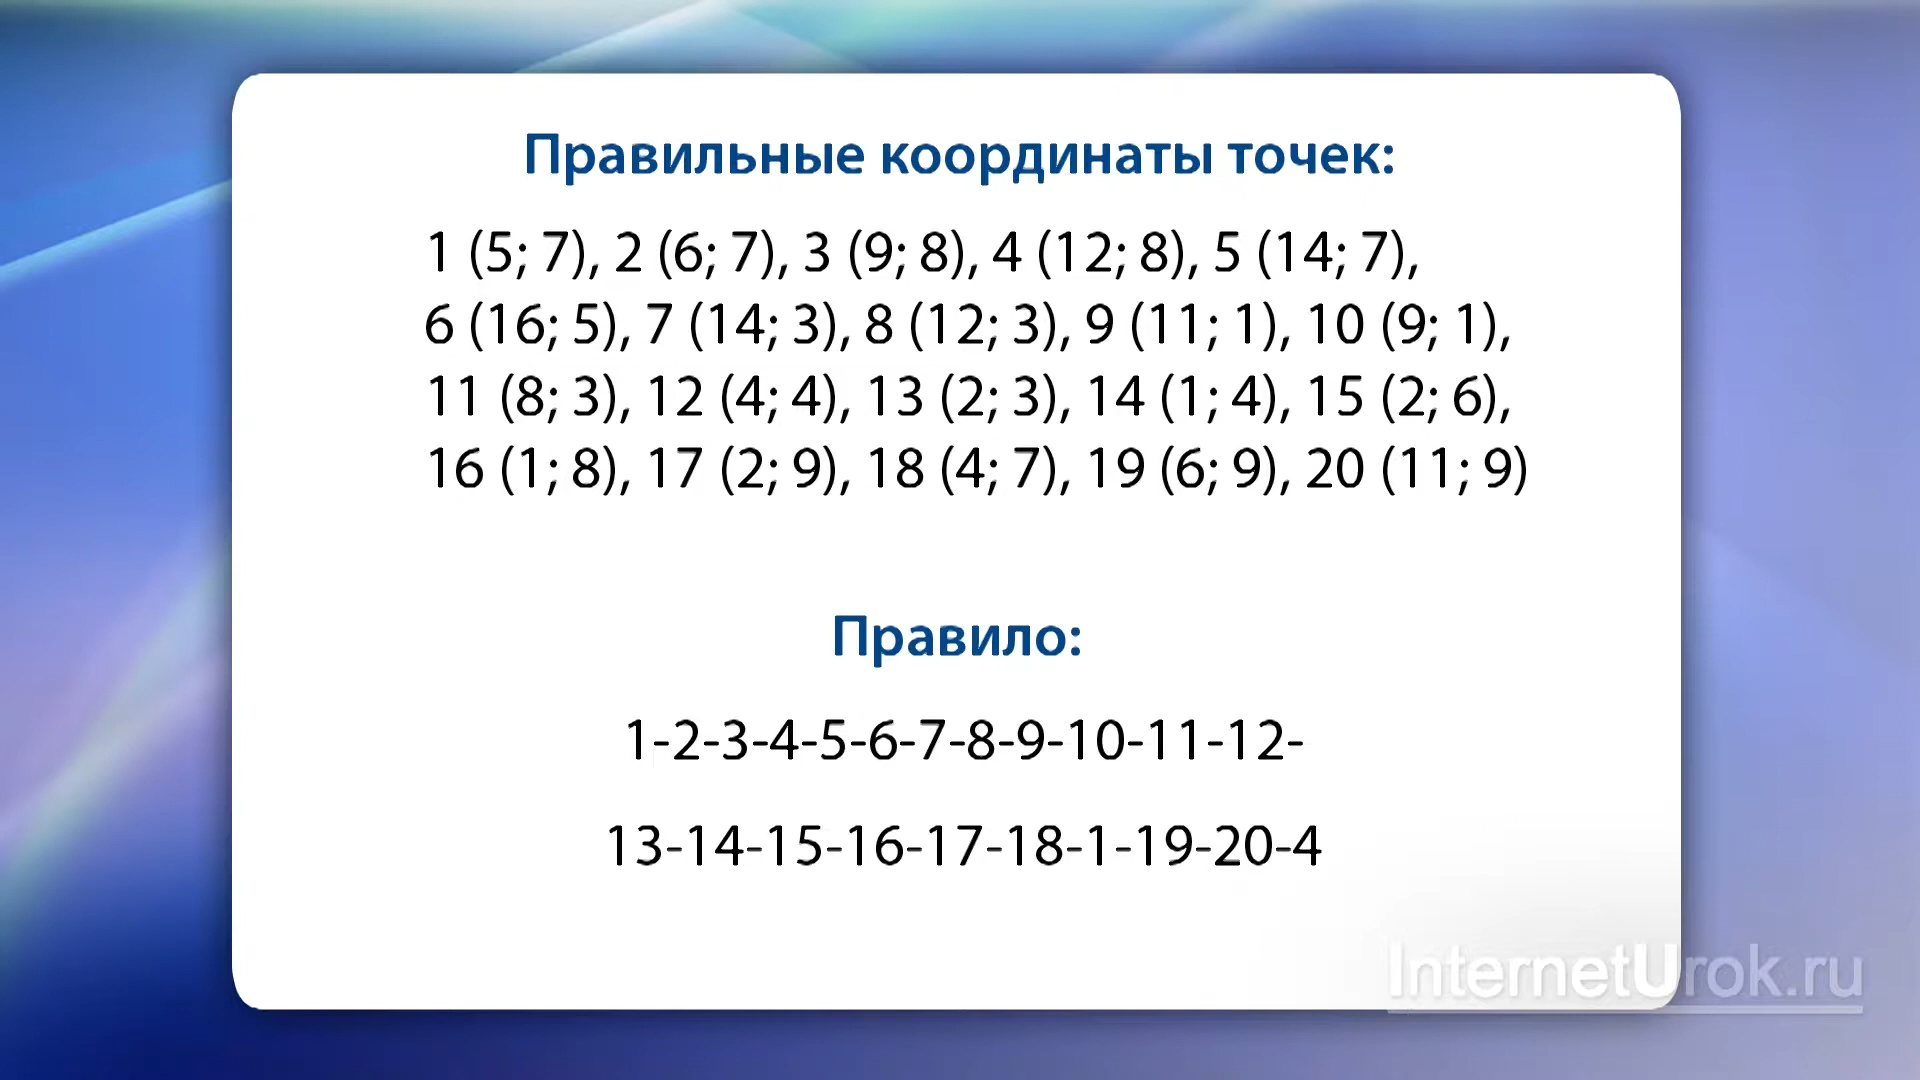 Правильные координаты точек:
1 (5; 7), 2 (6; 7), 3 (9; 8), 4 (12; 8), 5 (14; 7),
6 (16; 5), 7 (14; 3), 8 (12; 3), 9 (11; 1), 10 (9; 1),
11 (8; 3), 12 (4; 4), 13 (2; 3), 14 (1; 4), 15 (2; 6),
16 (1; 8), 17 (2; 9), 18 (4; 7), 19 (6; 9), 20 (11; 9)
Правило:
1-2-3-4-5-6-7-8-9-10-11-12-
13-14-15-16-17-18-1-19-20-4
InternetUrok.ru